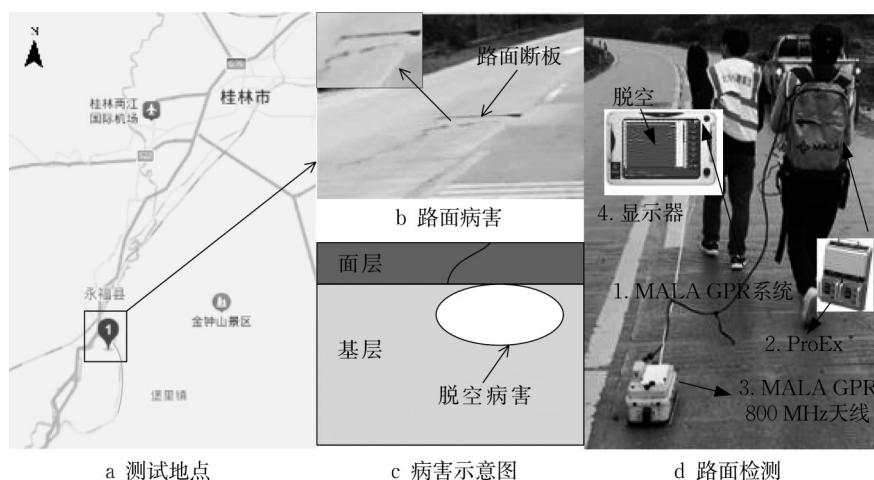 桂林市
桂林两江
国际机场
永福县
1
金钟山景区
堡里镇
a 测试地点
路面断板
b 路面病害
面层
基层
脱空病害
c 病害示意图
脱空
MALA
4. 显示器
1. MALA GPR系统
2. ProEx
3. MALA GPR
800 MHz天线
d 路面检测